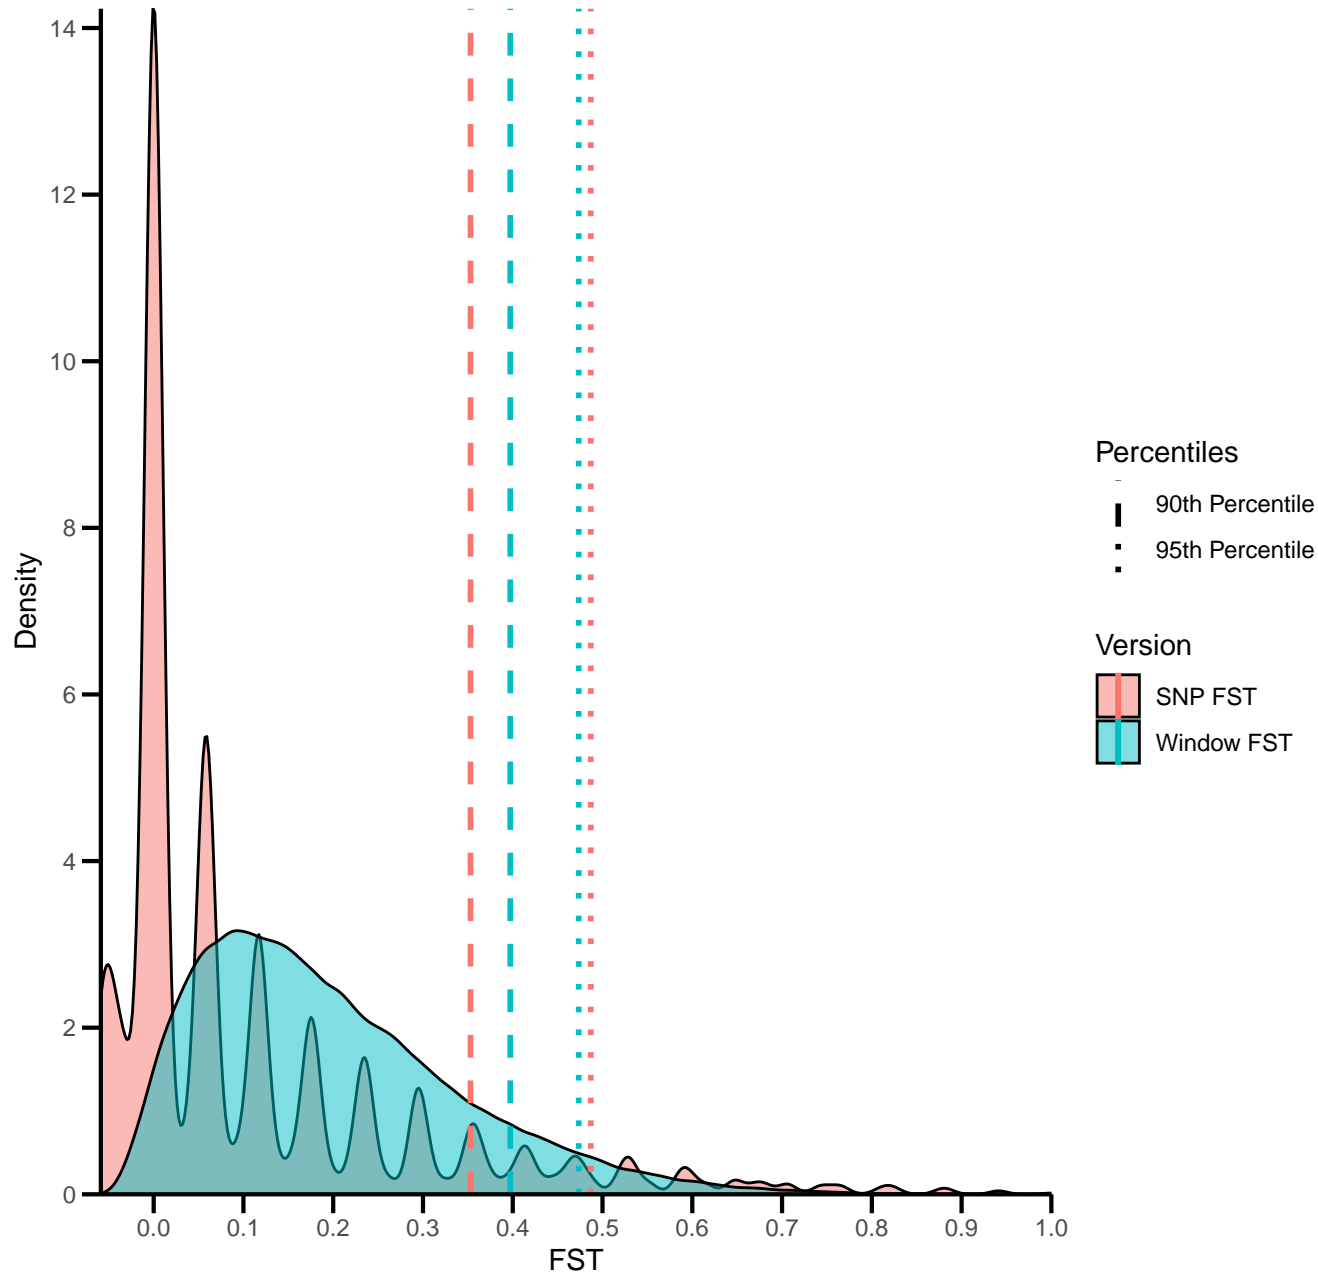 14
12
10
8
6
4
2
0
Density
0.0 0.1 0.2 0.3 0.4 0.5 0.6 0.7 0.8 0.9 1.0
FST
Percentiles
90th Percentile
95th Percentile
Version
SNP FST
Window FST